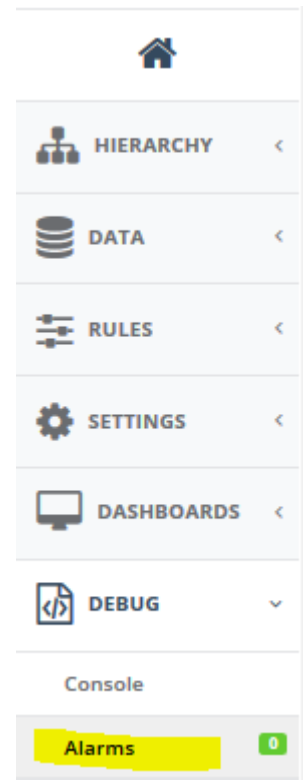 HIERARCHY
DATA
RULES
SETTINGS
DASHBOARDS
DEBUG
Console
Alarms 0